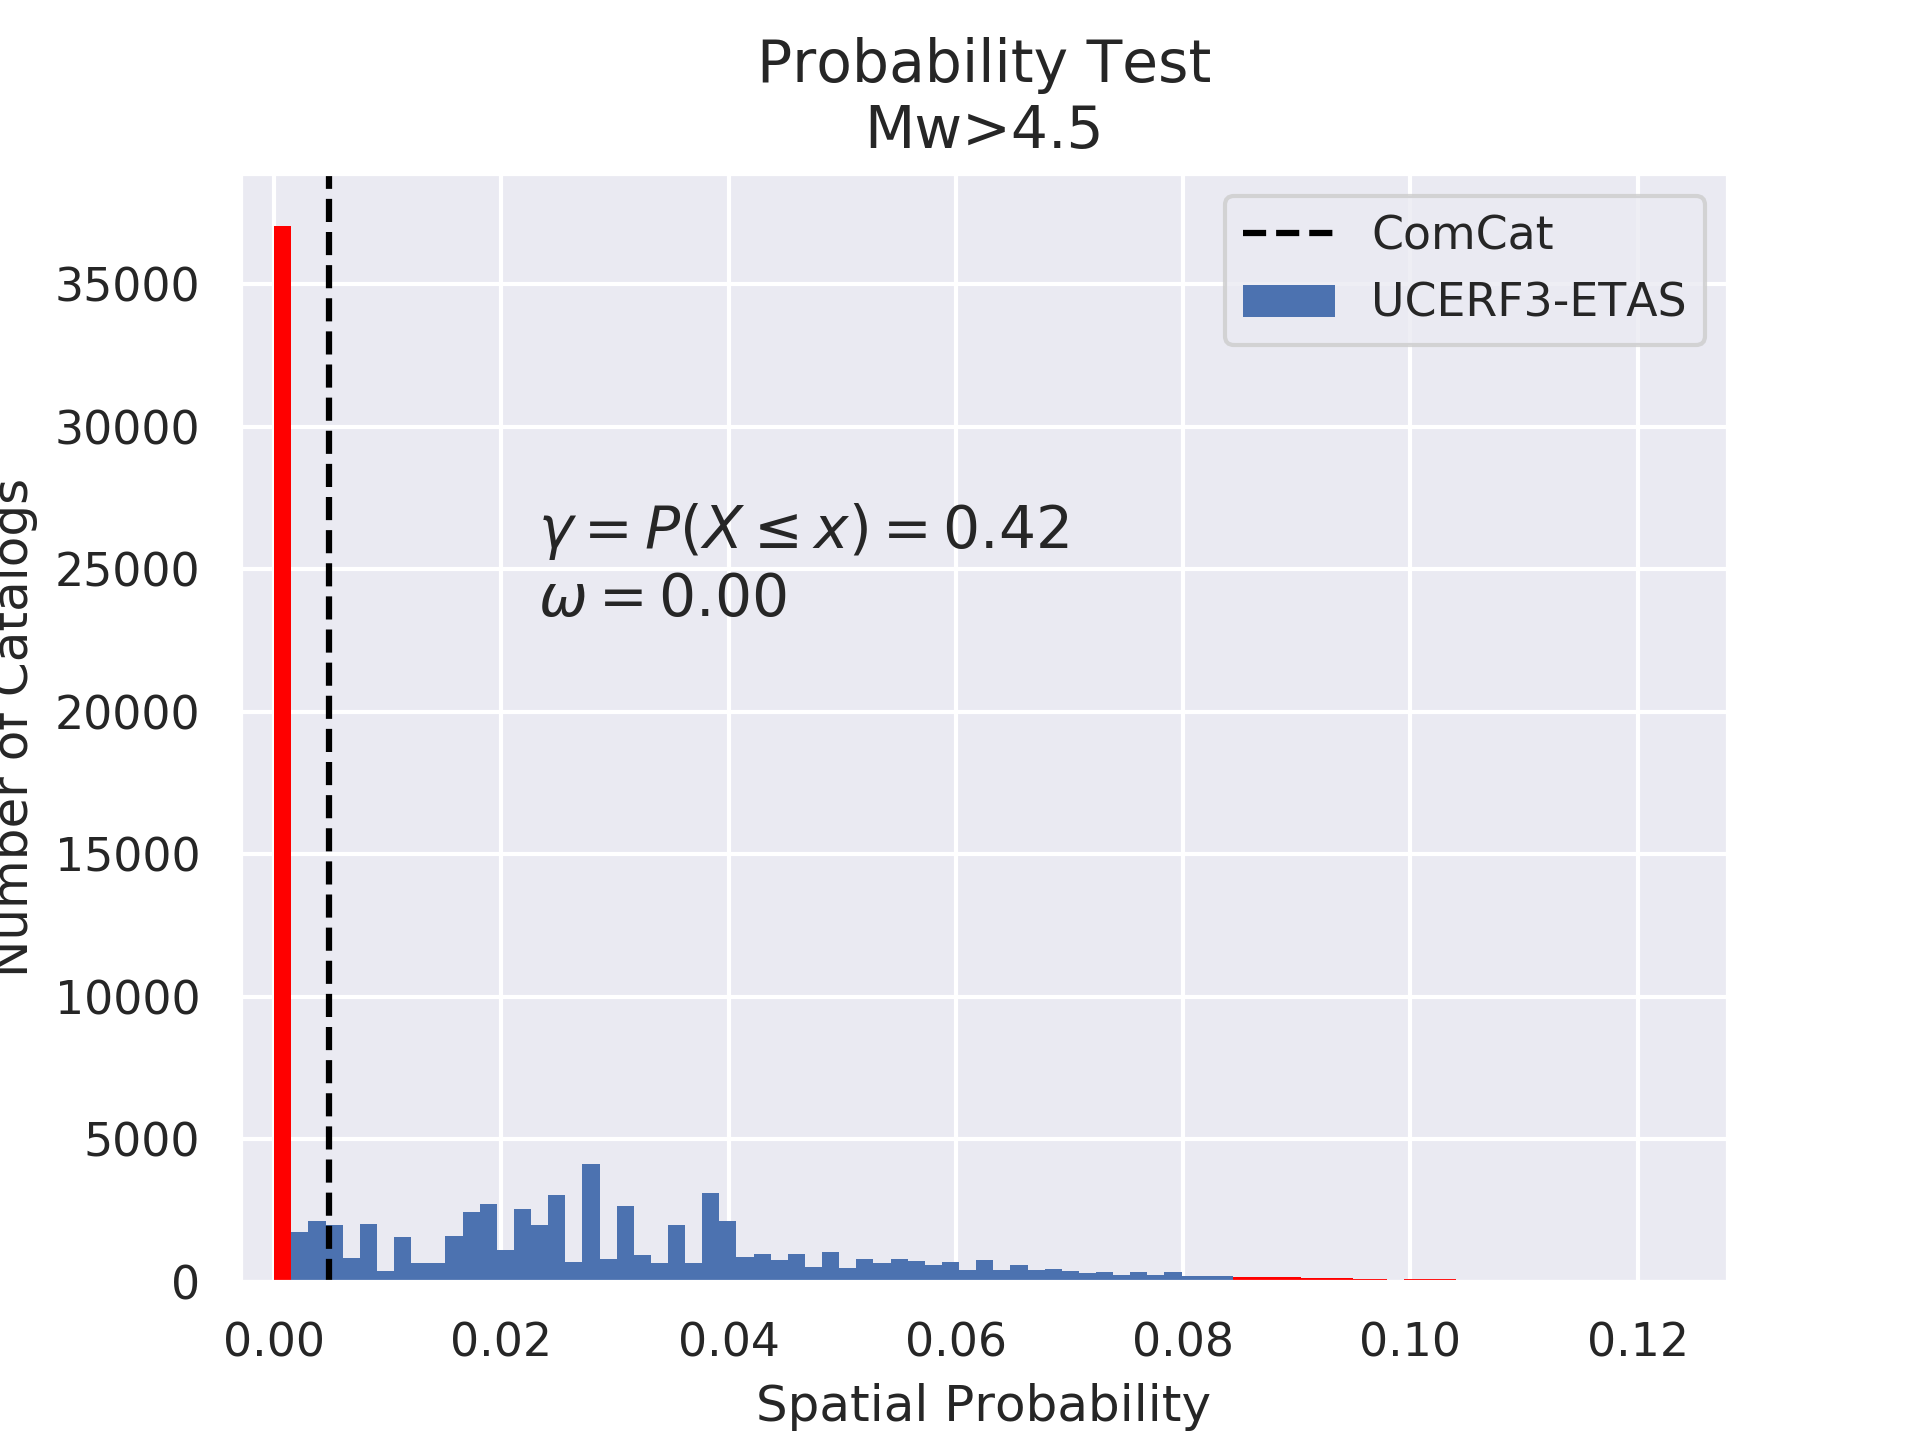 Probability Test
Mw>4.5
ComCat
UCERF3-ETAS
γ = P(X ≤ x) = 0.42
ω = 0.00
Number of Catalogs
35000
30000
25000
20000
15000
10000
5000
0
0.00 0.02 0.04 0.06 0.08 0.10 0.12
Spatial Probability